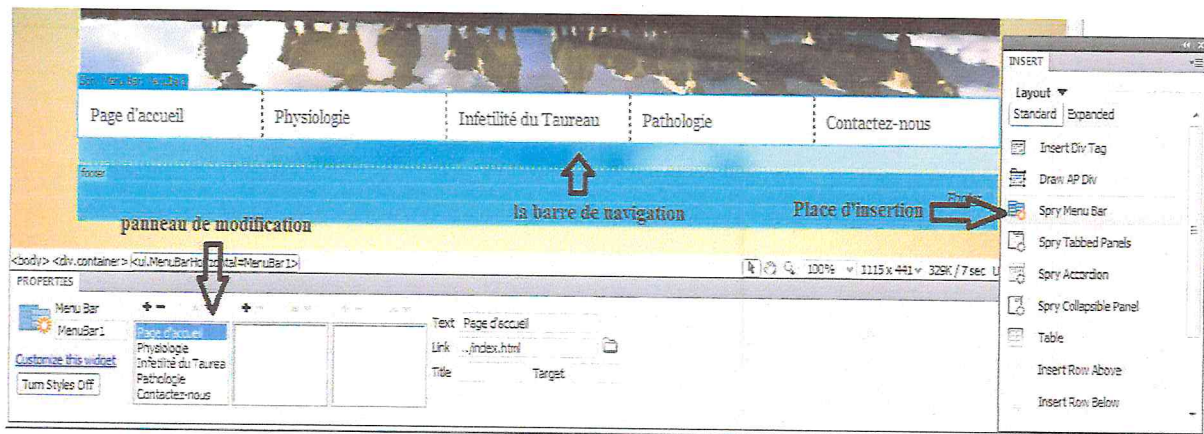 Page d'accueil
Physiologie
Infetilité du Taureau
Pathologie
Contactez-nous
footer
Footer
panneau de modification
la barre de navigation
Place d'insertion
<body> <div.container> <ul.MenuBarHorizontal#MenuBar1>
100%
1115 x 441
329K / 7 sec
PROPERTIES
Menu Bar
MenuBar1
Customize this widget
Turn Styles Off
Page d'accueil
Physiologie
Infetilité du Taurea
Pathologie
Contactez-nous
Text Page d'accueil
Link ../index.html
Title Target
INSERT
Layout
Standard Expanded
Insert Div Tag
Draw AP Div
Spry Menu Bar
Spry Tabbed Panels
Spry Accordion
Spry Collapsible Panel
Table
Insert Row Above
Insert Row Below